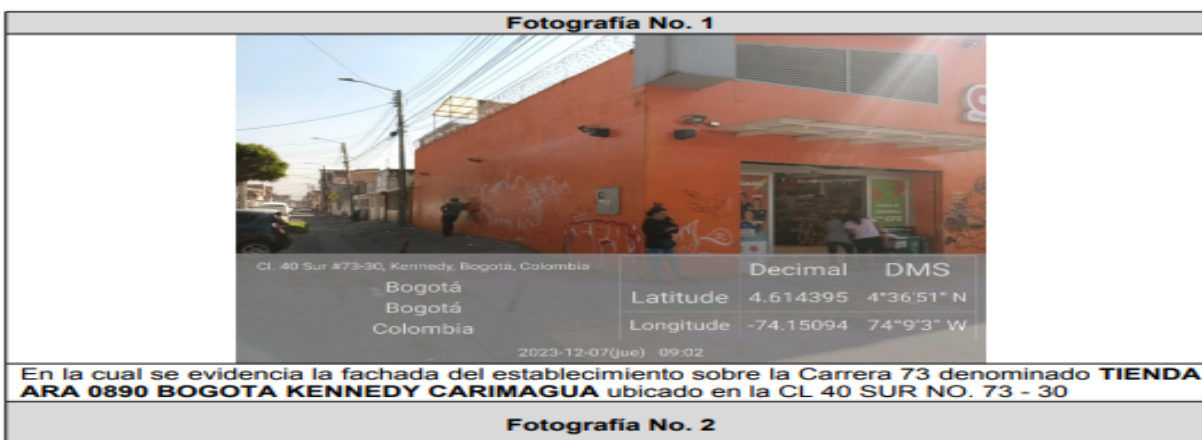 Fotografía No. 1
Cl. 40 Sur #73-30, Kennedy, Bogotá, Colombia
Bogotá
Bogotá
Colombia
Decimal DMS
Latitude 4.614395 4°36'51" N
Longitude -74.15094 74°9'3" W
2023-12-07(jue) 09:02
En la cual se evidencia la fachada del establecimiento sobre la Carrera 73 denominado TIENDA
ARA 0890 BOGOTA KENNEDY CARIMAGUA ubicado en la CL 40 SUR NO. 73 - 30
Fotografía No. 2